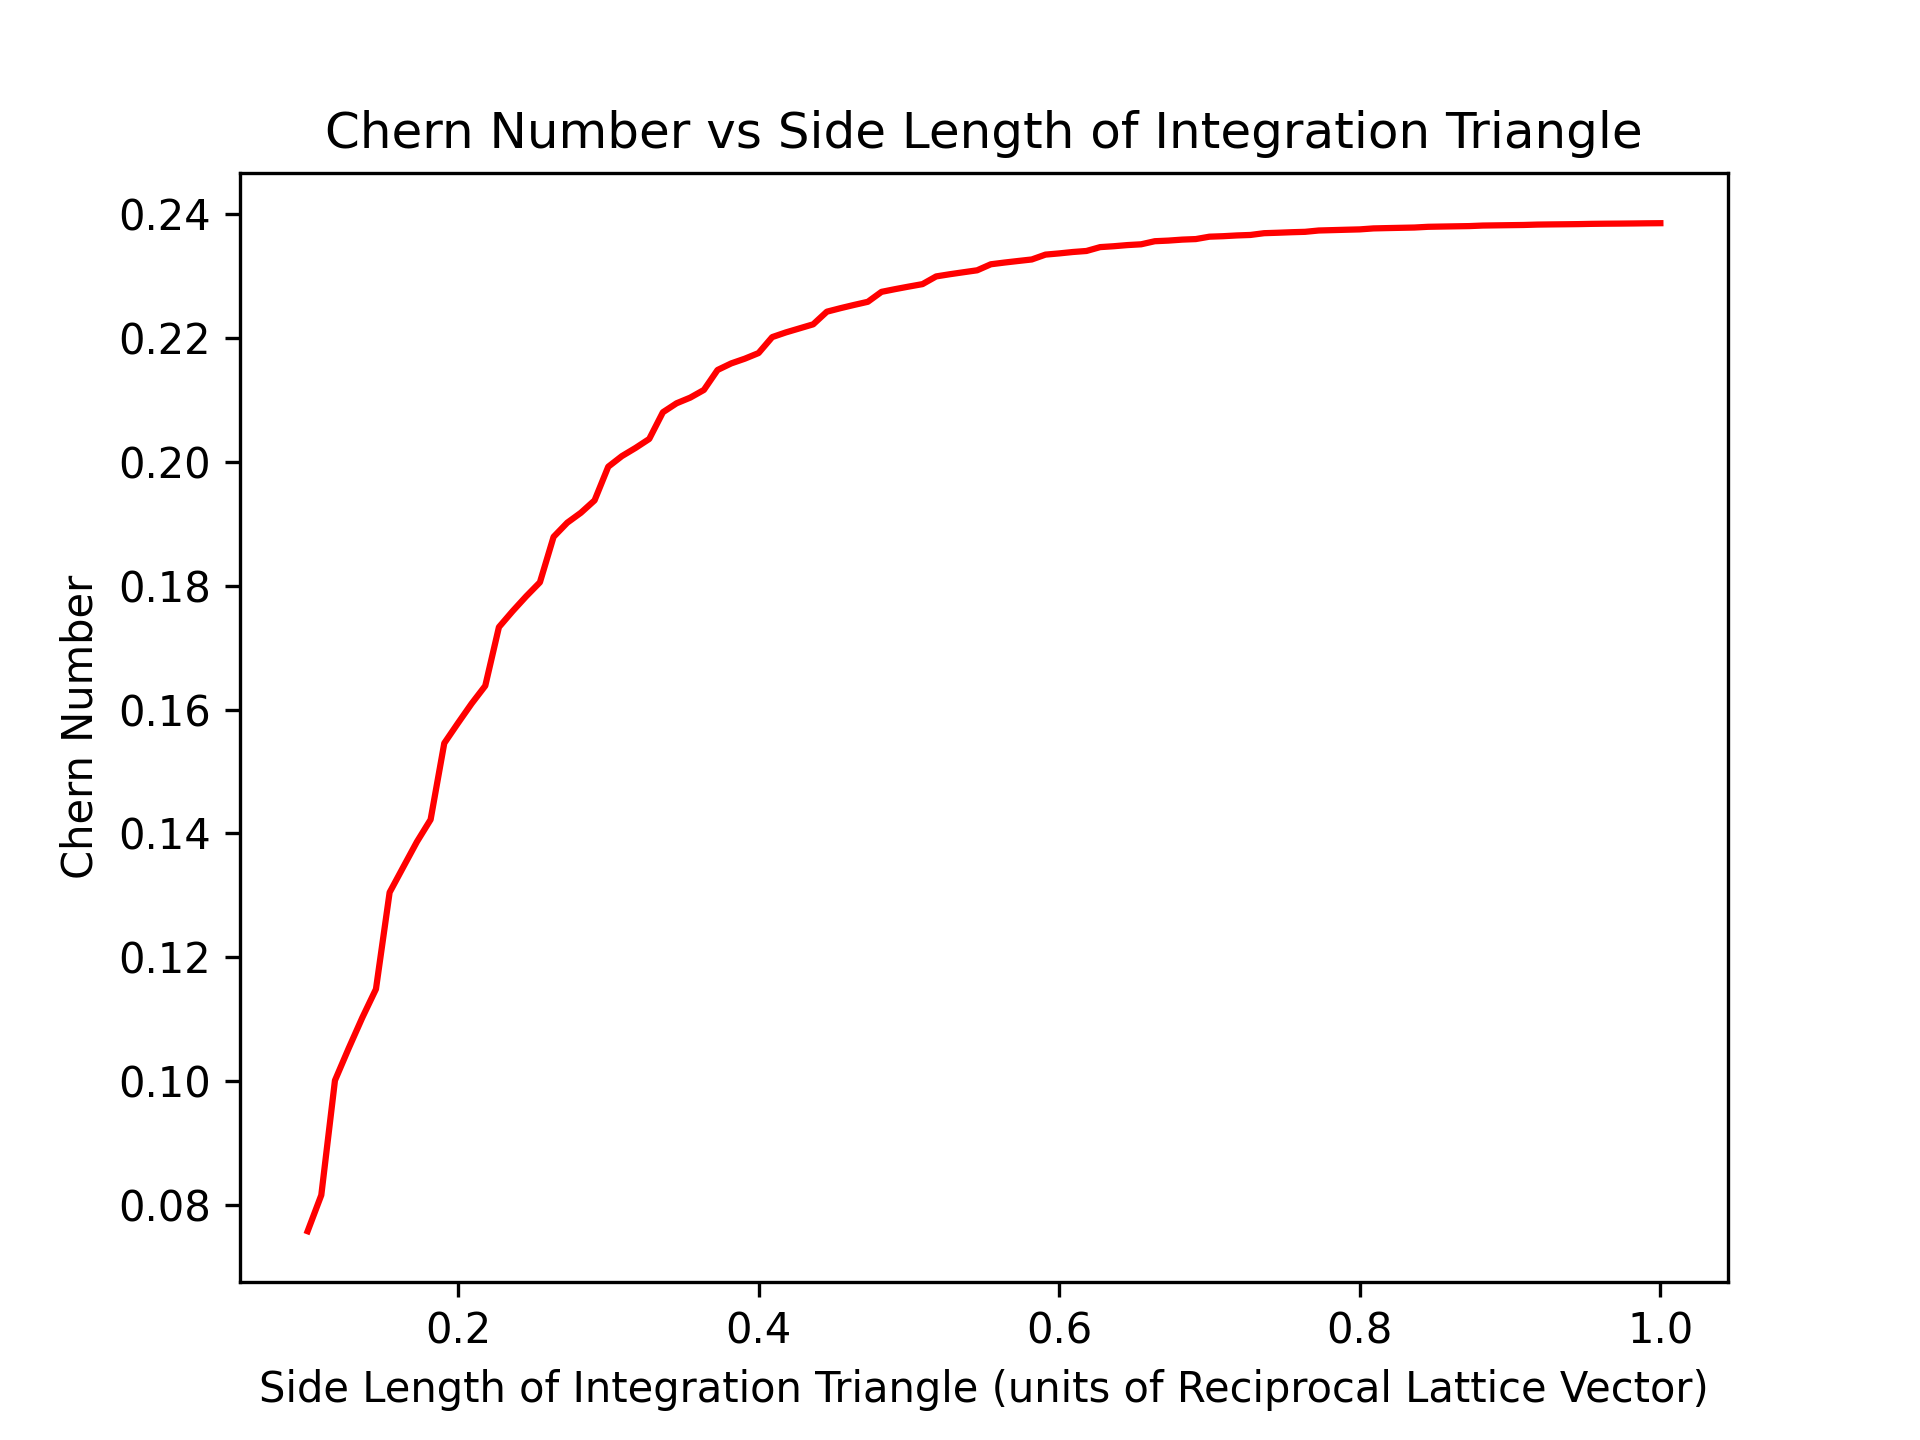 Chern Number vs Side Length of Integration Triangle
0.24
0.22
0.20
0.18
0.16
0.14
0.12
0.10
0.08
Chern Number
0.2 0.4 0.6 0.8 1.0
Side Length of Integration Triangle (units of Reciprocal Lattice Vector)